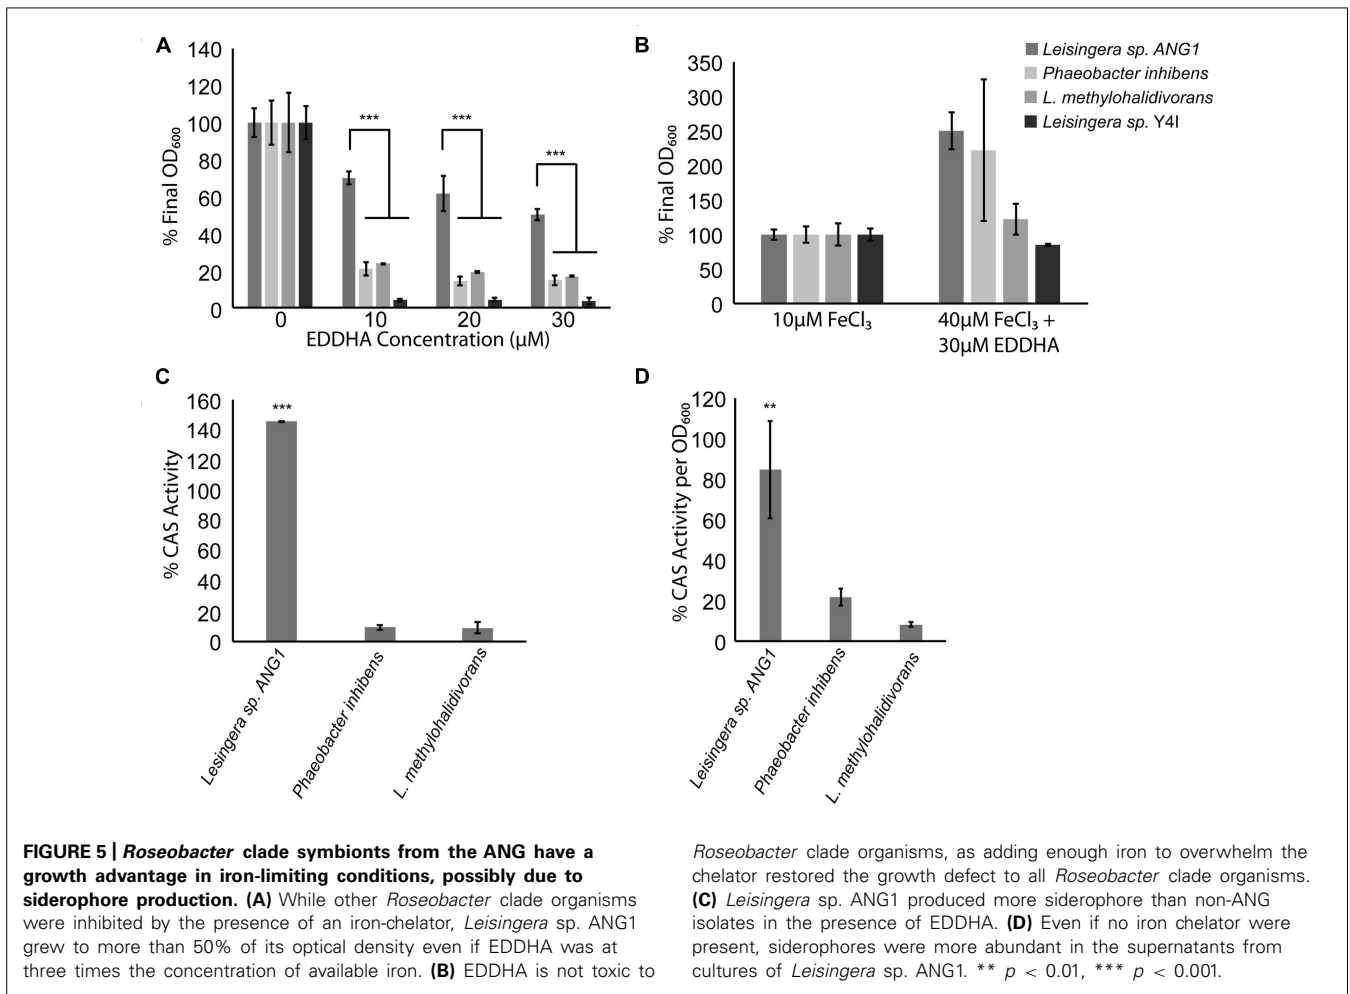 A
140
120
100
80
60
40
20
0
% Final OD600
***
***
***
0 10 20 30
EDDHA Concentration (µM)
B
350
300
250
200
150
100
50
0
% Final OD600
Leisingera sp. ANG1
Phaeobacter inhibens
L. methylohalidivorans
Leisingera sp. Y4I
10µM FeCl₃
40µM FeCl₃ +
30µM EDDHA
C
160
140
120
100
80
60
40
20
0
% CAS Activity
***
Lesingera sp. ANG1
Phaeobacter inhibens
L. methylohalidivorans
D
120
100
80
60
40
20
0
% CAS Activity per OD600
**
Leisingera sp. ANG1
Phaeobacter inhibens
L. methylohalidivorans
FIGURE 5 | Roseobacter clade symbionts from the ANG have a
growth advantage in iron-limiting conditions, possibly due to
siderophore production. (A) While other Roseobacter clade organisms
were inhibited by the presence of an iron-chelator, Leisingera sp. ANG1
grew to more than 50% of its optical density even if EDDHA was at
three times the concentration of available iron. (B) EDDHA is not toxic to
Roseobacter clade organisms, as adding enough iron to overwhelm the
chelator restored the growth defect to all Roseobacter clade organisms.
(C) Leisingera sp. ANG1 produced more siderophore than non-ANG
isolates in the presence of EDDHA. (D) Even if no iron chelator were
present, siderophores were more abundant in the supernatants from
cultures of Leisingera sp. ANG1. ** p < 0.01, *** p < 0.001.